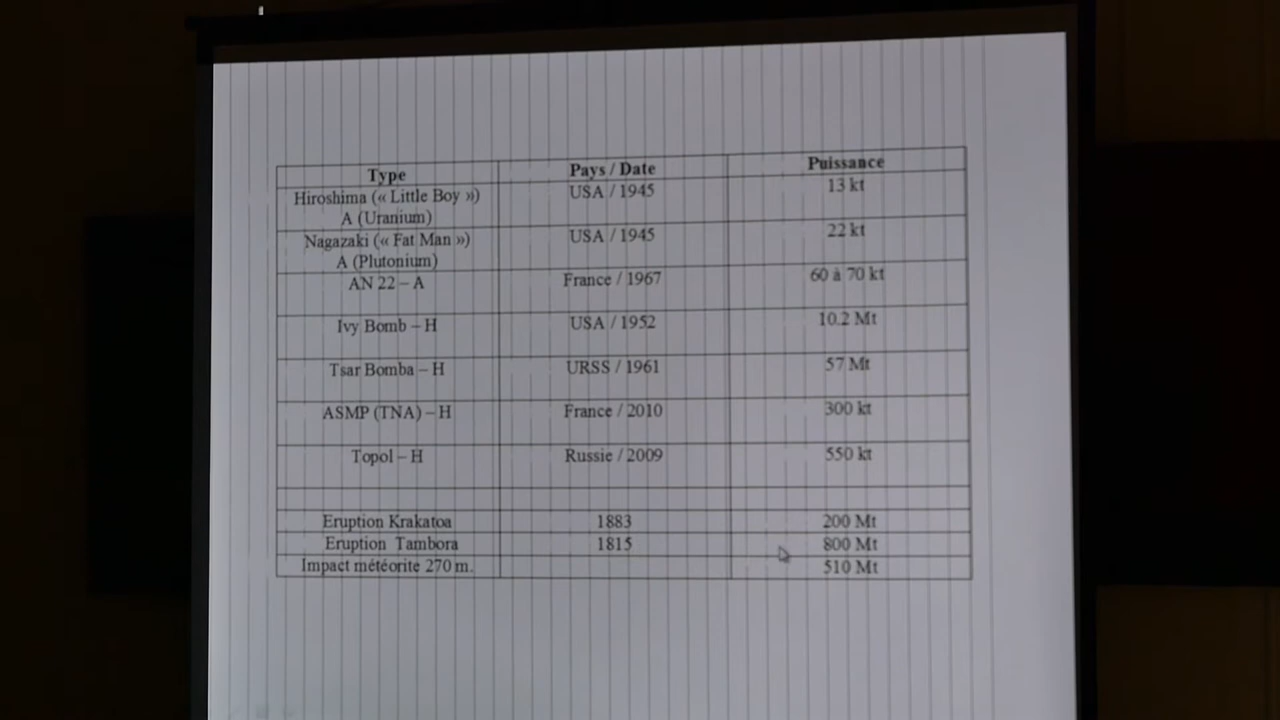 Type Pays / Date Puissance
Hiroshima (« Little Boy ») USA / 1945 13 kt
A (Uranium)
Nagazaki (« Fat Man ») USA / 1945 22 kt
A (Plutonium)
AN 22 – A France / 1967 60 à 70 kt
Ivy Bomb – H USA / 1952 10.2 Mt
Tsar Bomba – H URSS / 1961 57 Mt
ASMP (TNA) – H France / 2010 300 kt
Topol – H Russie / 2009 550 kt
Eruption Krakatoa 1883 200 Mt
Eruption Tambora 1815 800 Mt
Impact météorite 270 m. 510 Mt